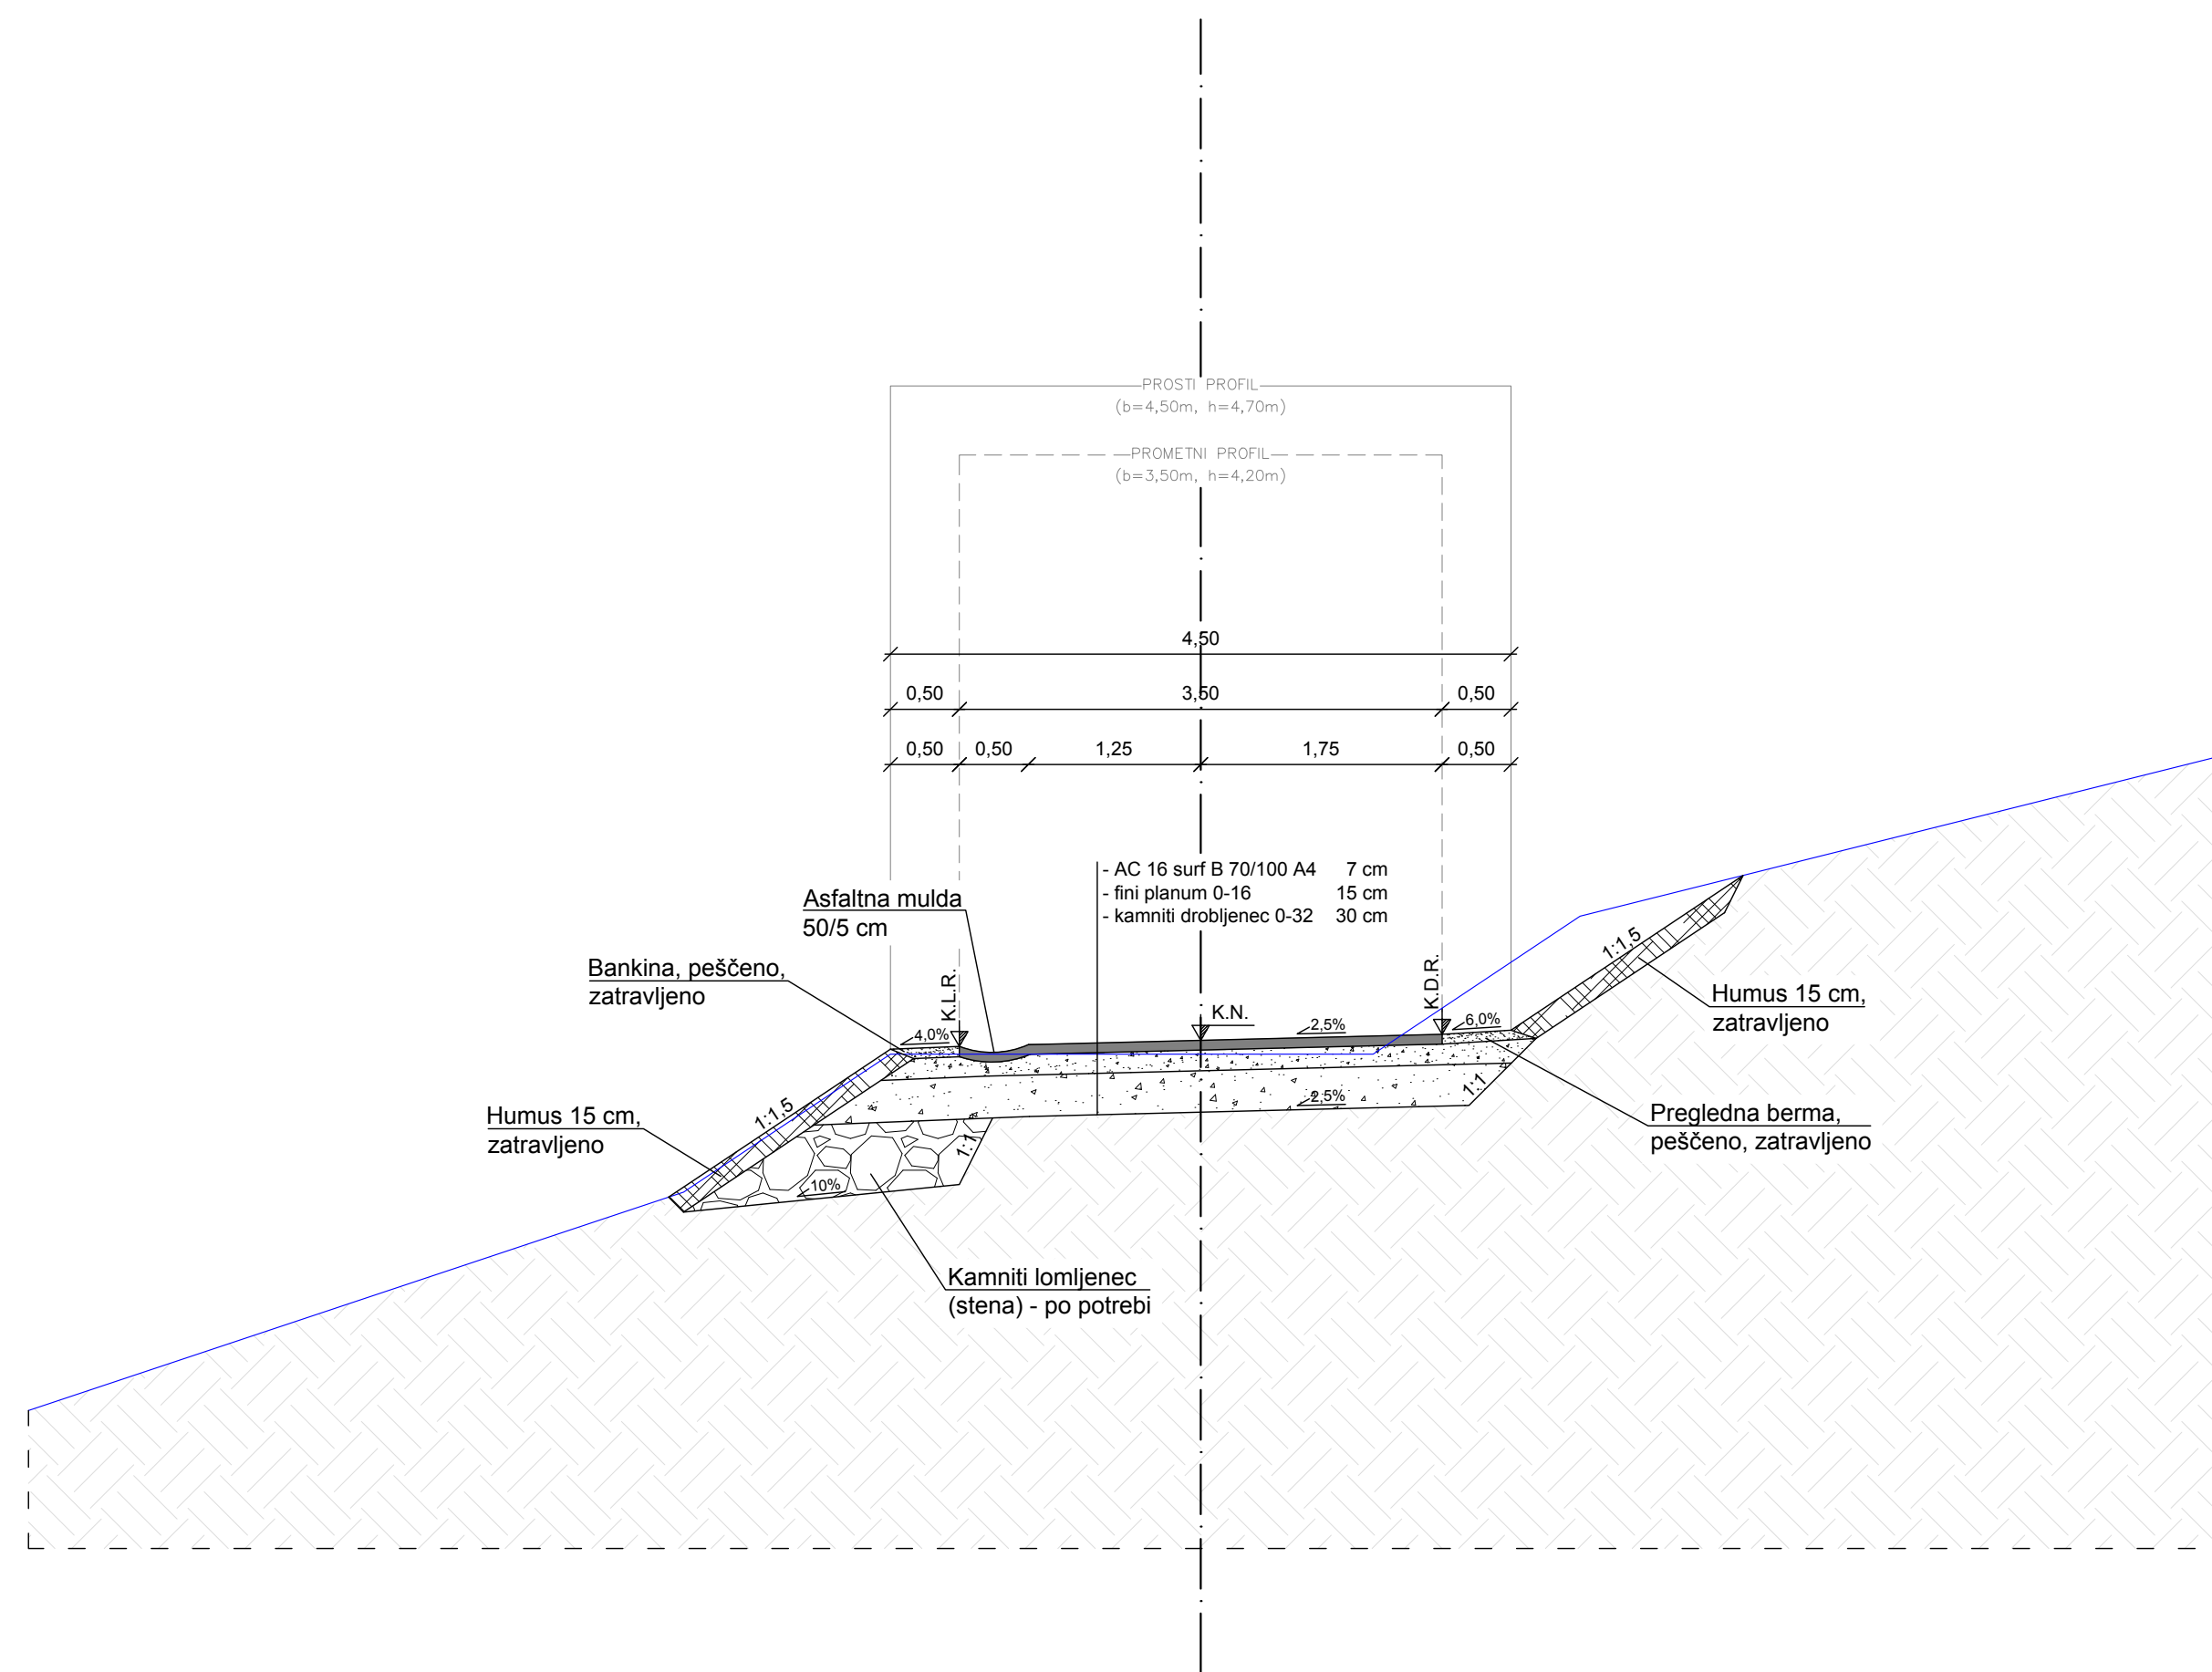 PROSTI PROFIL
(b=4,50m, h=4,70m)
PROMETNI PROFIL
(b=3,50m, h=4,20m)
4,50
0,50
3,50
0,50
0,50
0,50
1,25
1,75
0,50
- AC 16 surf B 70/100 A4 7 cm
- fini planum 0-16 15 cm
- kamniti drobljenec 0-32 30 cm
Asfaltna mulda
50/5 cm
Bankina, peščeno,
zatravljeno
K.L.R.
K.N.
K.D.R.
4,0%
2,5%
6,0%
1:1,5
Humus 15 cm,
zatravljeno
1:1,5
Humus 15 cm,
zatravljeno
2,5%
1:1
Pregledna berma,
peščeno, zatravljeno
1:1
10%
Kamniti lomljenec
(stena) - po potrebi